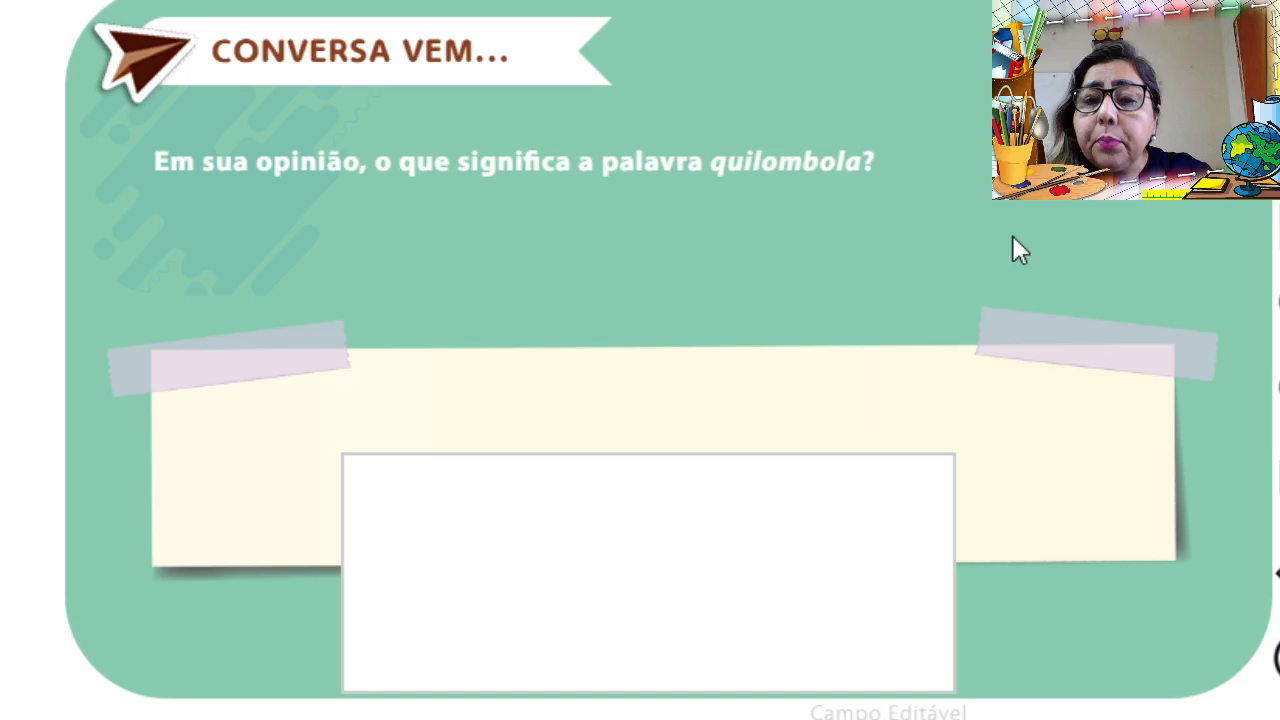 CONVERSA VEM...
Em sua opinião, o que significa a palavra quilombola?
Campo Editável